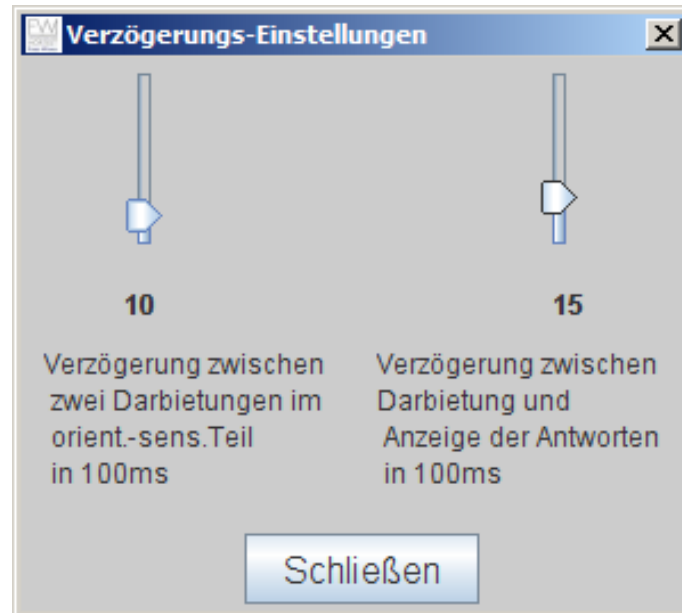 Verzögerungs-Einstellungen
10
Verzögerung zwischen
zwei Darbietungen im
orient.-sens.Teil
in 100ms
15
Verzögerung zwischen
Darbietung und
Anzeige der Antworten
in 100ms
Schließen